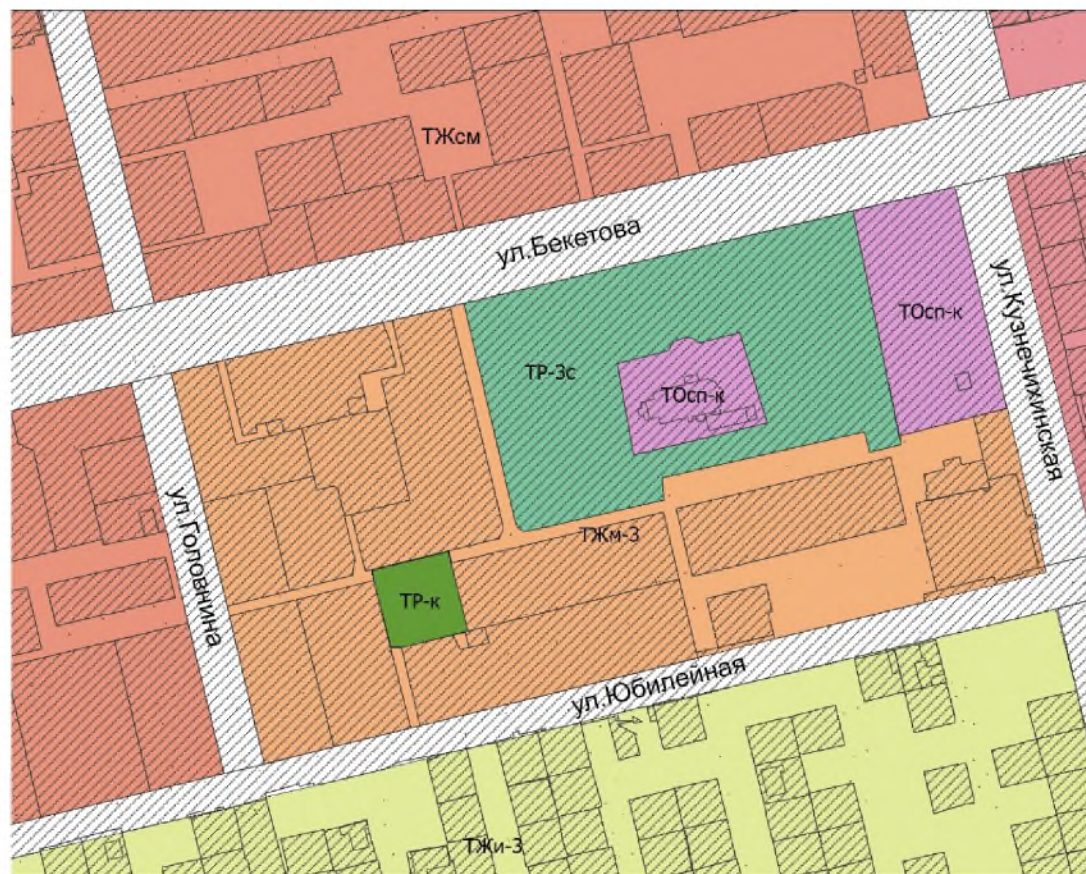 ТЖсм
ул.Бекетова
ТОсп-к
ул.Кузнечихинская
ТР-3с
ТОсп-к
ул.Головнина
ТЖм-3
ТР-к
ул.Юбилейная
ТЖи-3